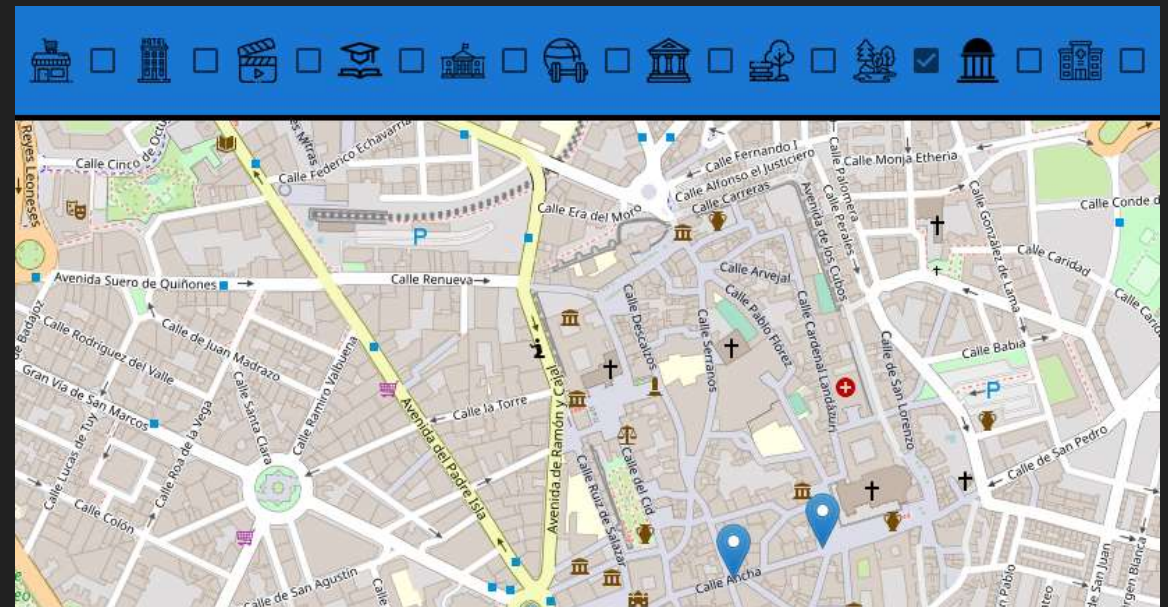 HOTEL
Reyes Leoneses
Calle Cinco de Octu
es Mitras
Calle Federico Echavarría
Calle Fernando I
Calle Alfonso el Justiciero
Calle Carreras
Calle Palomera
Calle Monja Etheria
Calle Perales
Avenida de los Cubos
Calle González de Lama
Calle Conde d
Calle Era del Moro
P
Calle Caridad
Avenida Suero de Quiñones
Calle Renueva
Calle Arvejal
Calle Descalzos
Calle Serranos
Calle Pablo Flórez
Calle Cardenal Landázuri
Calle de San Lorenzo
Calle Babia
P
de Badajoz
Calle Rodríguez del Valle
Calle de Juan Madrazo
Gran Vía de San Marcos
Calle Santa Clara
Calle Ramiro Valbuena
Calle la Torre
Avenida del Padre Isla
Avenida de Ramón y Cajal
Calle Lucas de Tuy
Calle Roa de la Vega
Calle Colón
Calle Ruiz de Salazar
Calle del Cid
Calle de San Pedro
Calle de San Agustín
Calle
Calle Ancha
n Pablo
e San Juan
rgen Blanca